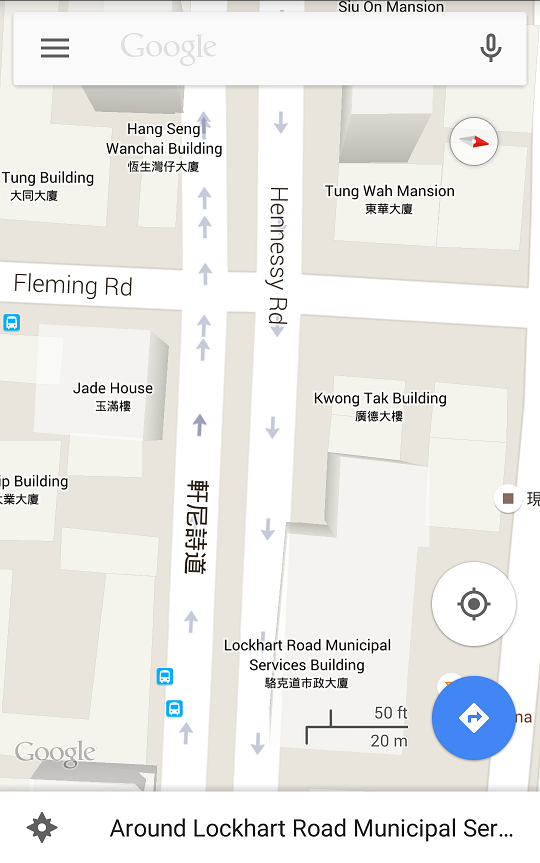 Siu On Mansion
Google
Hang Seng
Wanchai Building
恆生灣仔大廈
Tung Building
大同大廈
Tung Wah Mansion
東華大廈
Hennessy Rd
Fleming Rd
Jade House
玉滿樓
Kwong Tak Building
廣德大樓
ip Building
大業大廈
現
軒尼詩道
Lockhart Road Municipal
Services Building
駱克道市政大廈
50 ft
20 m
na
Google
Around Lockhart Road Municipal Ser...